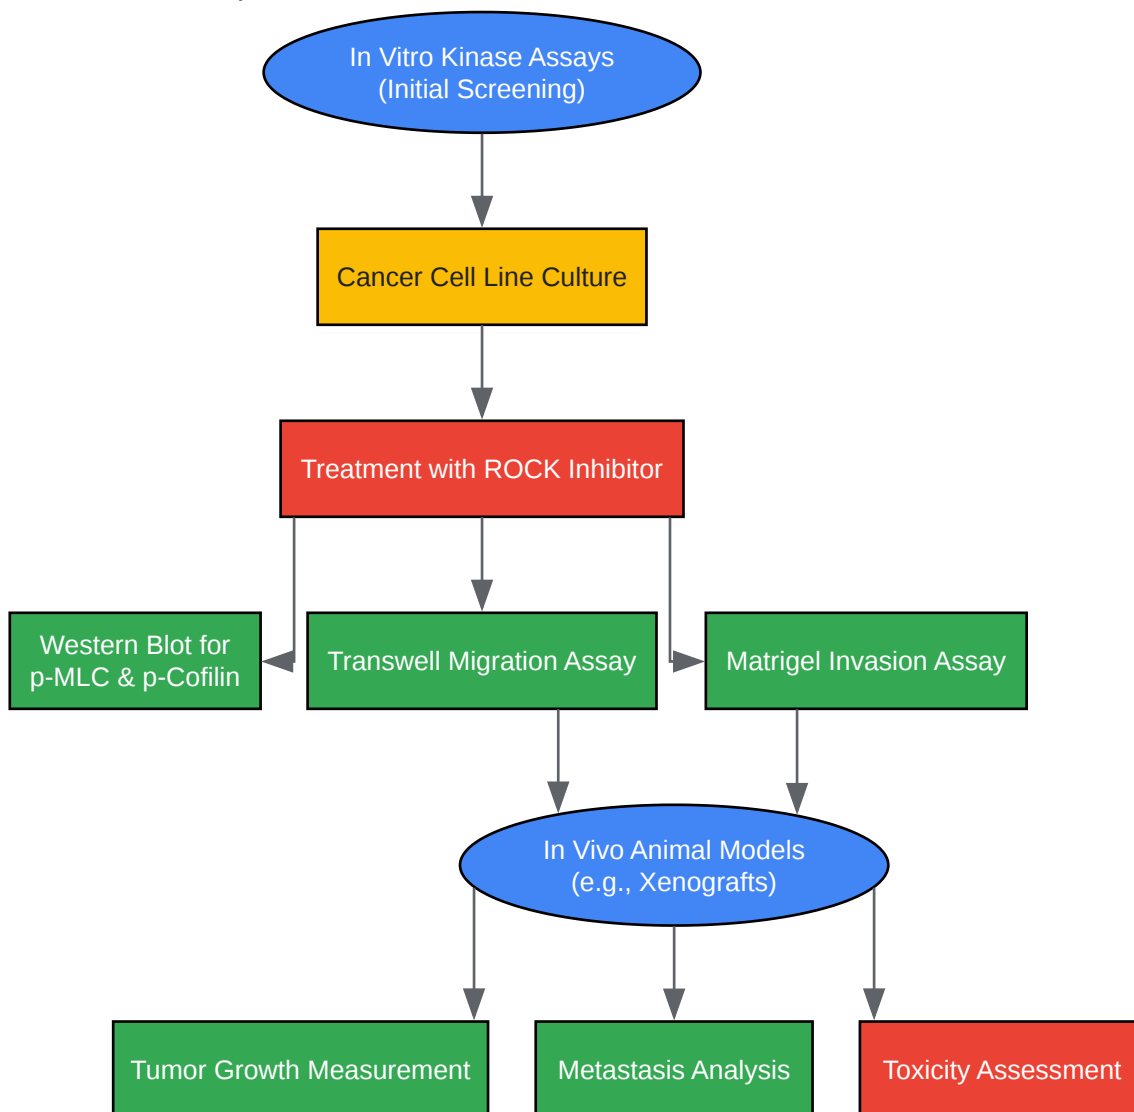 In Vitro Kinase Assays
(Initial Screening)
Cancer Cell Line Culture
Treatment with ROCK Inhibitor
Western Blot for
p-MLC & p-Cofilin
Transwell Migration Assay
Matrigel Invasion Assay
In Vivo Animal Models
(e.g., Xenografts)
Tumor Growth Measurement
Metastasis Analysis
Toxicity Assessment